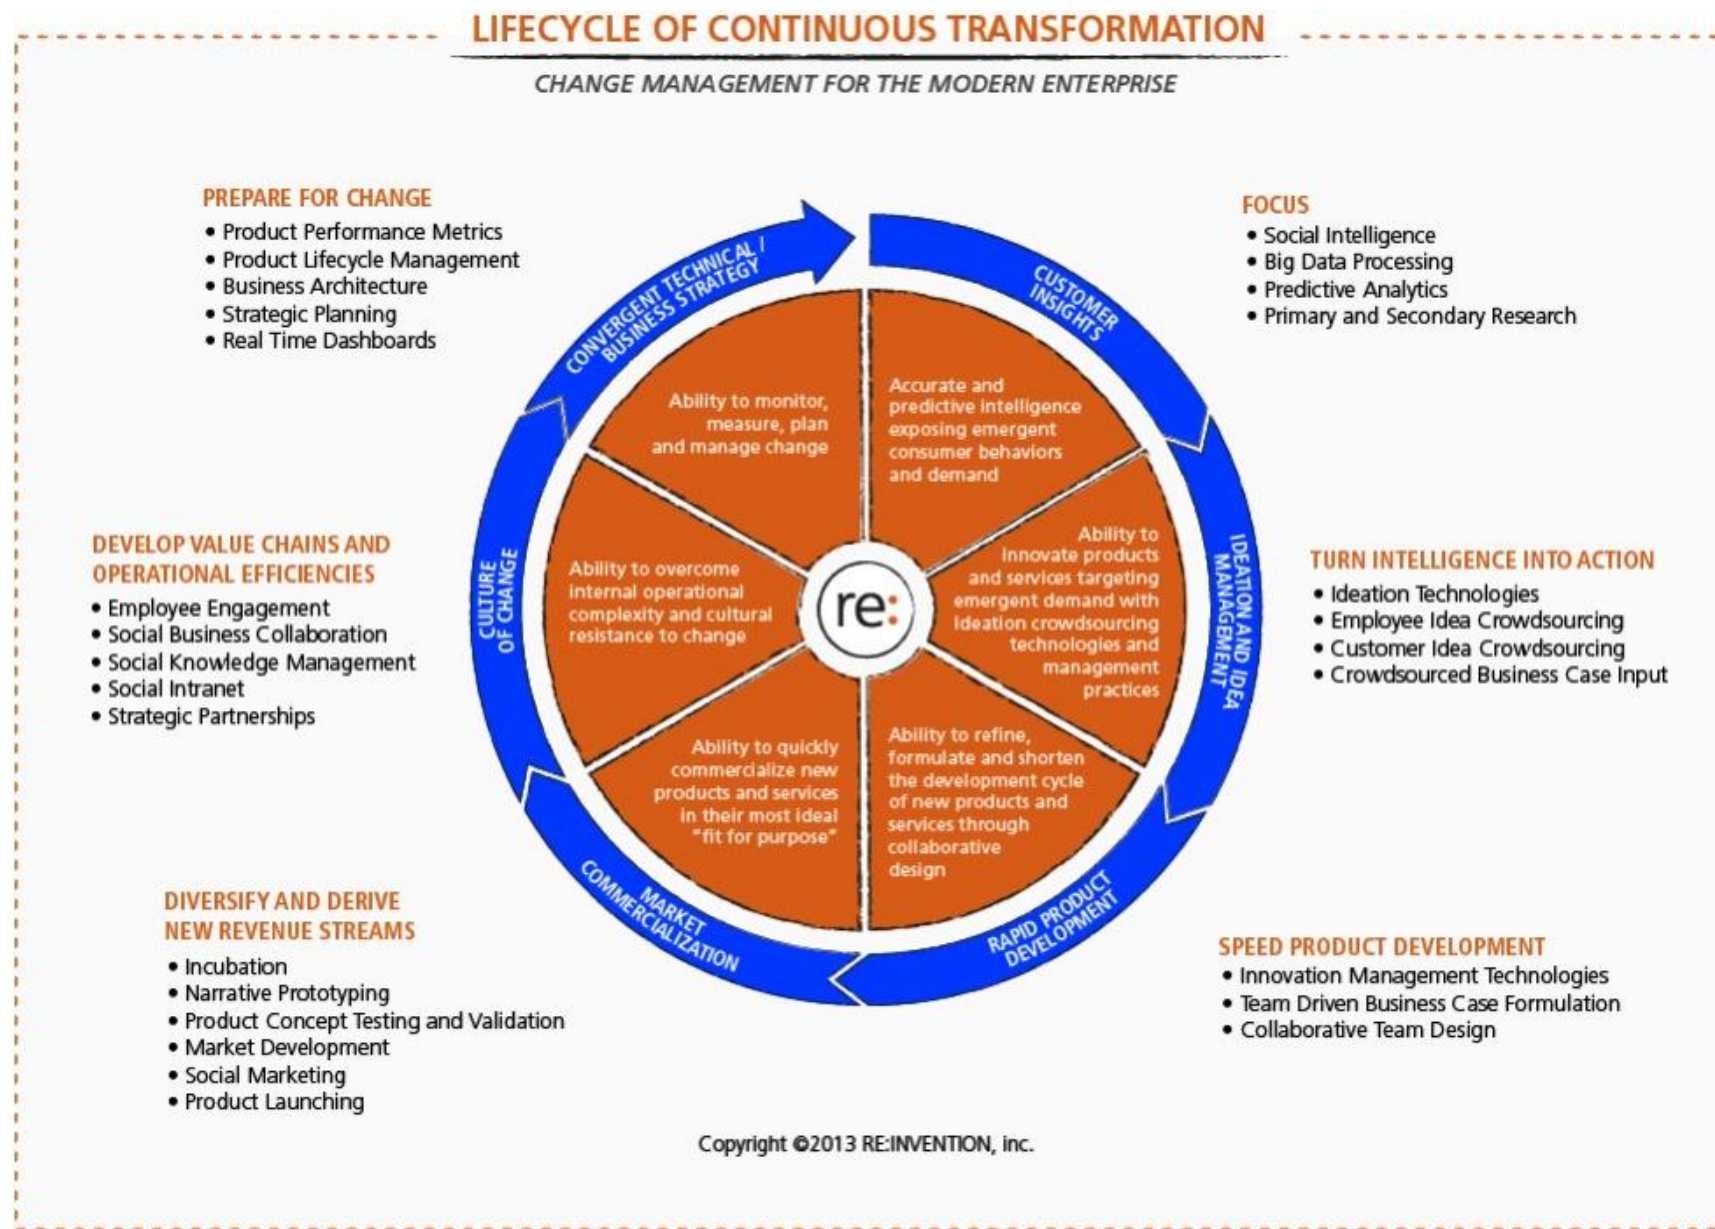 LIFECYCLE OF CONTINUOUS TRANSFORMATION
CHANGE MANAGEMENT FOR THE MODERN ENTERPRISE
PREPARE FOR CHANGE
• Product Performance Metrics
• Product Lifecycle Management
• Business Architecture
• Strategic Planning
• Real Time Dashboards
FOCUS
• Social Intelligence
• Big Data Processing
• Predictive Analytics
• Primary and Secondary Research
CONVERGENT TECHNICAL /
BUSINESS STRATEGY
CUSTOMER
INSIGHTS
Ability to monitor,
measure, plan
and manage change
Accurate and
predictive intelligence
exposing emergent
consumer behaviors
and demand
DEVELOP VALUE CHAINS AND
OPERATIONAL EFFICIENCIES
• Employee Engagement
• Social Business Collaboration
• Social Knowledge Management
• Social Intranet
• Strategic Partnerships
CULTURE
OF CHANGE
Ability to overcome
internal operational
complexity and cultural
resistance to change
re:
Ability to
innovate products
and services targeting
emergent demand with
Ideation crowdsourcing
technologies and
management
practices
IDEATION AND IDEA
MANAGEMENT
TURN INTELLIGENCE INTO ACTION
• Ideation Technologies
• Employee Idea Crowdsourcing
• Customer Idea Crowdsourcing
• Crowdsourced Business Case Input
Ability to quickly
commercialize new
products and services
in their most ideal
"fit for purpose"
Ability to refine,
formulate and shorten
the development cycle
of new products and
services through
collaborative
design
MARKET
COMMERCIALIZATION
RAPID PRODUCT
DEVELOPMENT
DIVERSIFY AND DERIVE
NEW REVENUE STREAMS
• Incubation
• Narrative Prototyping
• Product Concept Testing and Validation
• Market Development
• Social Marketing
• Product Launching
SPEED PRODUCT DEVELOPMENT
• Innovation Management Technologies
• Team Driven Business Case Formulation
• Collaborative Team Design
Copyright ©2013 RE:INVENTION, inc.